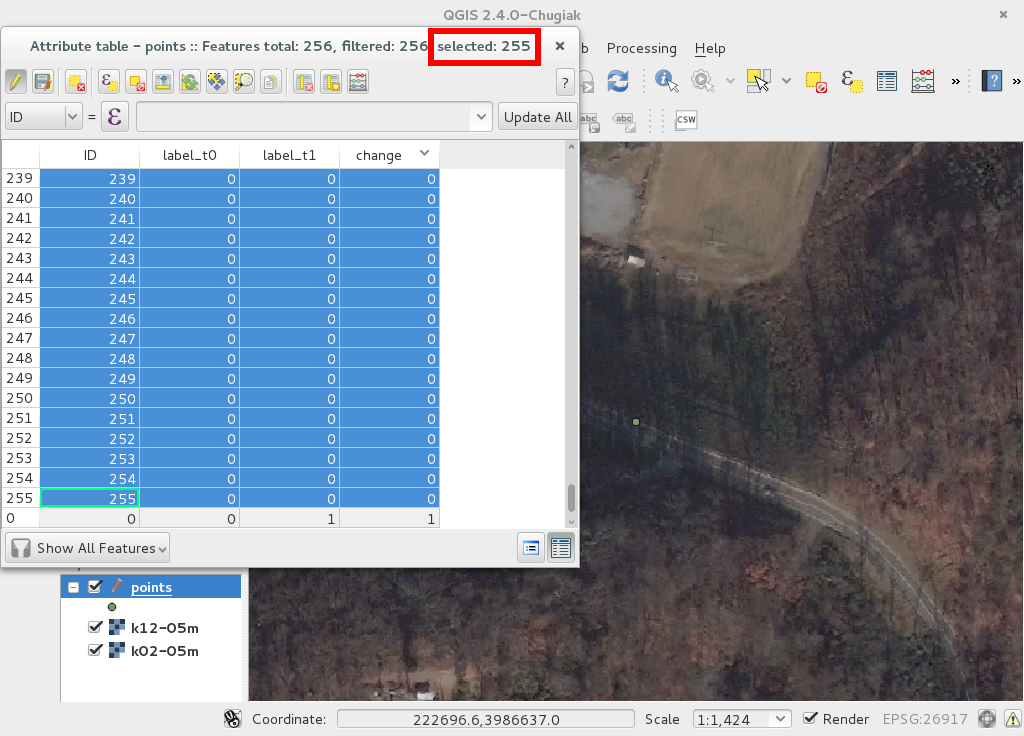 QGIS 2.4.0-Chugiak
Attribute table - points :: Features total: 256, filtered: 256, selected: 255
Processing Help
?
ID = ε Update All
abc abc CSW
ID label_t0 label_t1 change
239 239 0 0 0
240 240 0 0 0
241 241 0 0 0
242 242 0 0 0
243 243 0 0 0
244 244 0 0 0
245 245 0 0 0
246 246 0 0 0
247 247 0 0 0
248 248 0 0 0
249 249 0 0 0
250 250 0 0 0
251 251 0 0 0
252 252 0 0 0
253 253 0 0 0
254 254 0 0 0
255 255 0 0 0
0 0 0 1 1
Show All Features
points
k12-05m
k02-05m
Coordinate: 222696.6,3986637.0 Scale 1:1,424 Render EPSG:26917